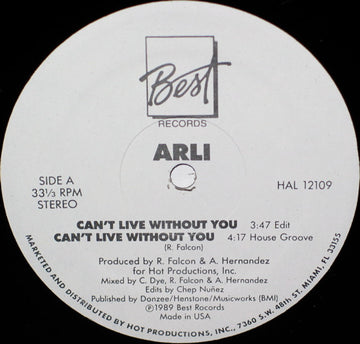 Best
RECORDS
ARLI
SIDE A
33⅓ RPM
STEREO
HAL 12109
CAN'T LIVE WITHOUT YOU 3:47 Edit
CAN'T LIVE WITHOUT YOU 4:17 House Groove
(R. Falcon)
Produced by R. Falcon & A. Hernandez
for Hot Productions, Inc.
Mixed by C. Dye, R. Falcon & A. Hernandez
Edits by Chep Nuñez
Published by Donzee/Henstone/Musicworks (BMI)
℗1989 Best Records
Made in USA
MANUFACTURED AND DISTRIBUTED BY HOT PRODUCTIONS, INC., 7360 S.W. 48th ST. MIAMI, FL 33155